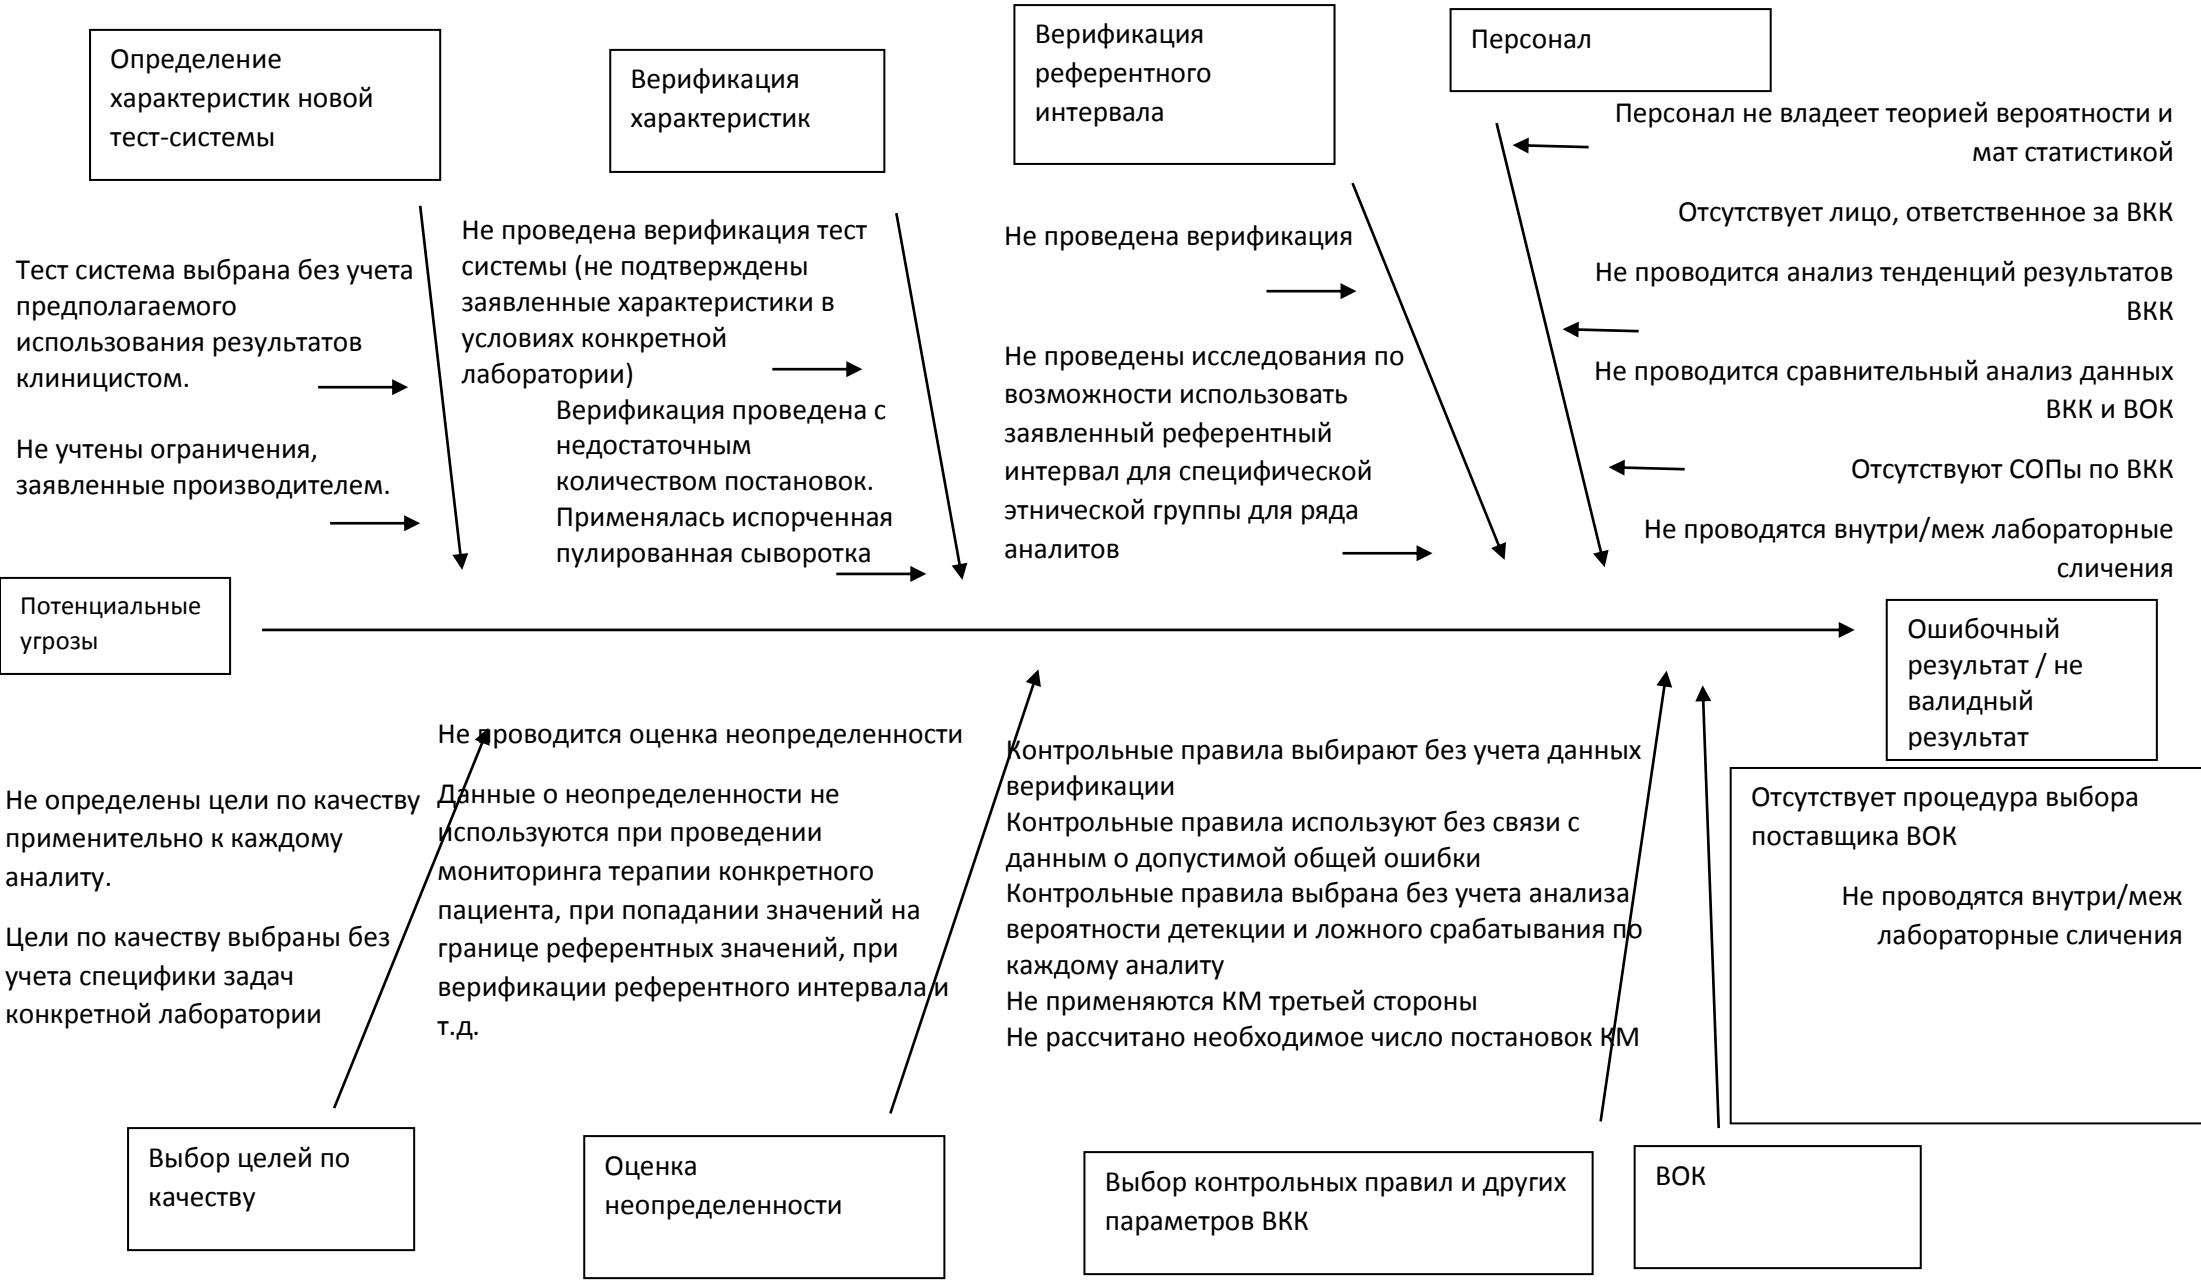 Определение
характеристик новой
тест-системы
Верификация
характеристик
Верификация
референтного
интервала
Персонал
Тест система выбрана без учета
предполагаемого
использования результатов
клиницистом.
Не учтены ограничения,
заявленные производителем.
Не проведена верификация тест
системы (не подтверждены
заявленные характеристики в
условиях конкретной
лаборатории)
Верификация проведена с
недостаточным
количеством постановок.
Применялась испорченная
пулированная сыворотка
Не проведена верификация
Не проведены исследования по
возможности использовать
заявленный референтный
интервал для специфической
этнической группы для ряда
аналитов
Персонал не владеет теорией вероятности и
мат статистикой
Отсутствует лицо, ответственное за ВКК
Не проводится анализ тенденций результатов
ВКК
Не проводится сравнительный анализ данных
ВКК и ВОК
Отсутствуют СОПы по ВКК
Не проводятся внутри/меж лабораторные
сличения
Потенциальные
угрозы
Ошибочный
результат / не
валидный
результат
Не определены цели по качеству
применительно к каждому
аналиту.
Цели по качеству выбраны без
учета специфики задач
конкретной лаборатории
Не проводится оценка неопределенности
Данные о неопределенности не
используются при проведении
мониторинга терапии конкретного
пациента, при попадании значений на
границе референтных значений, при
верификации референтного интервала и
т.д.
Контрольные правила выбирают без учета данных
верификации
Контрольные правила используют без связи с
данным о допустимой общей ошибки
Контрольные правила выбрана без учета анализа
вероятности детекции и ложного срабатывания по
каждому аналиту
Не применяются КМ третьей стороны
Не рассчитано необходимое число постановок КМ
Отсутствует процедура выбора
поставщика ВОК
Не проводятся внутри/меж
лабораторные сличения
Выбор целей по
качеству
Оценка
неопределенности
Выбор контрольных правил и других
параметров ВКК
ВОК